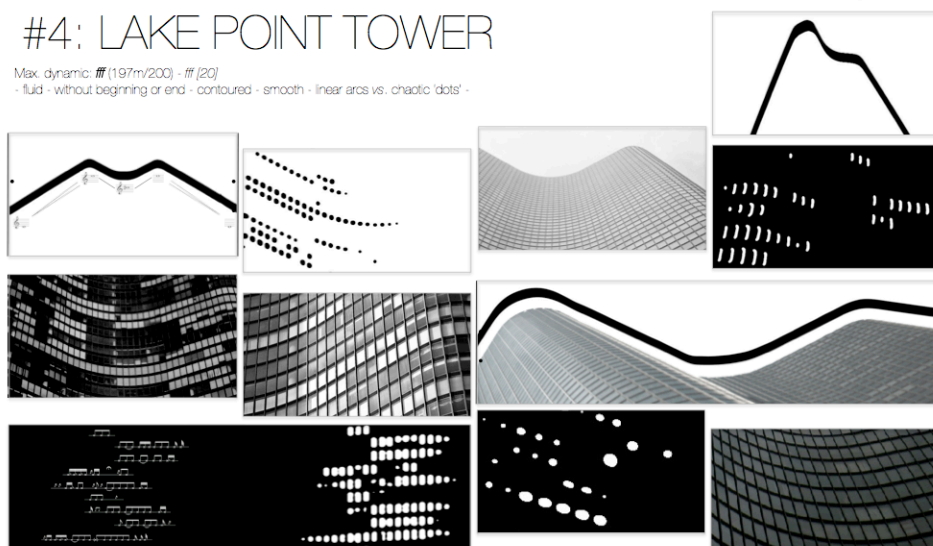 #4: LAKE POINT TOWER
Max. dynamic: fff (197m/200) - fff [20]
- fluid - without beginning or end - contoured - smooth - linear arcs vs. chaotic 'dots' -